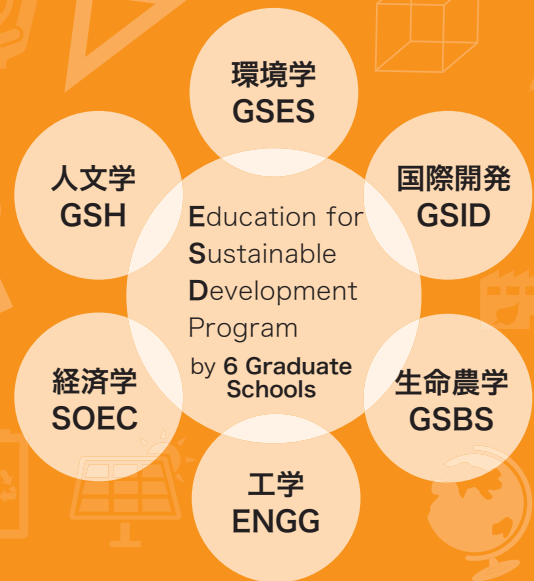 環境学
GSES
人文学
GSH
国際開発
GSID
Education for
Sustainable
Development
Program
by 6 Graduate
Schools
経済学
SOEC
生命農学
GSBS
工学
ENGG